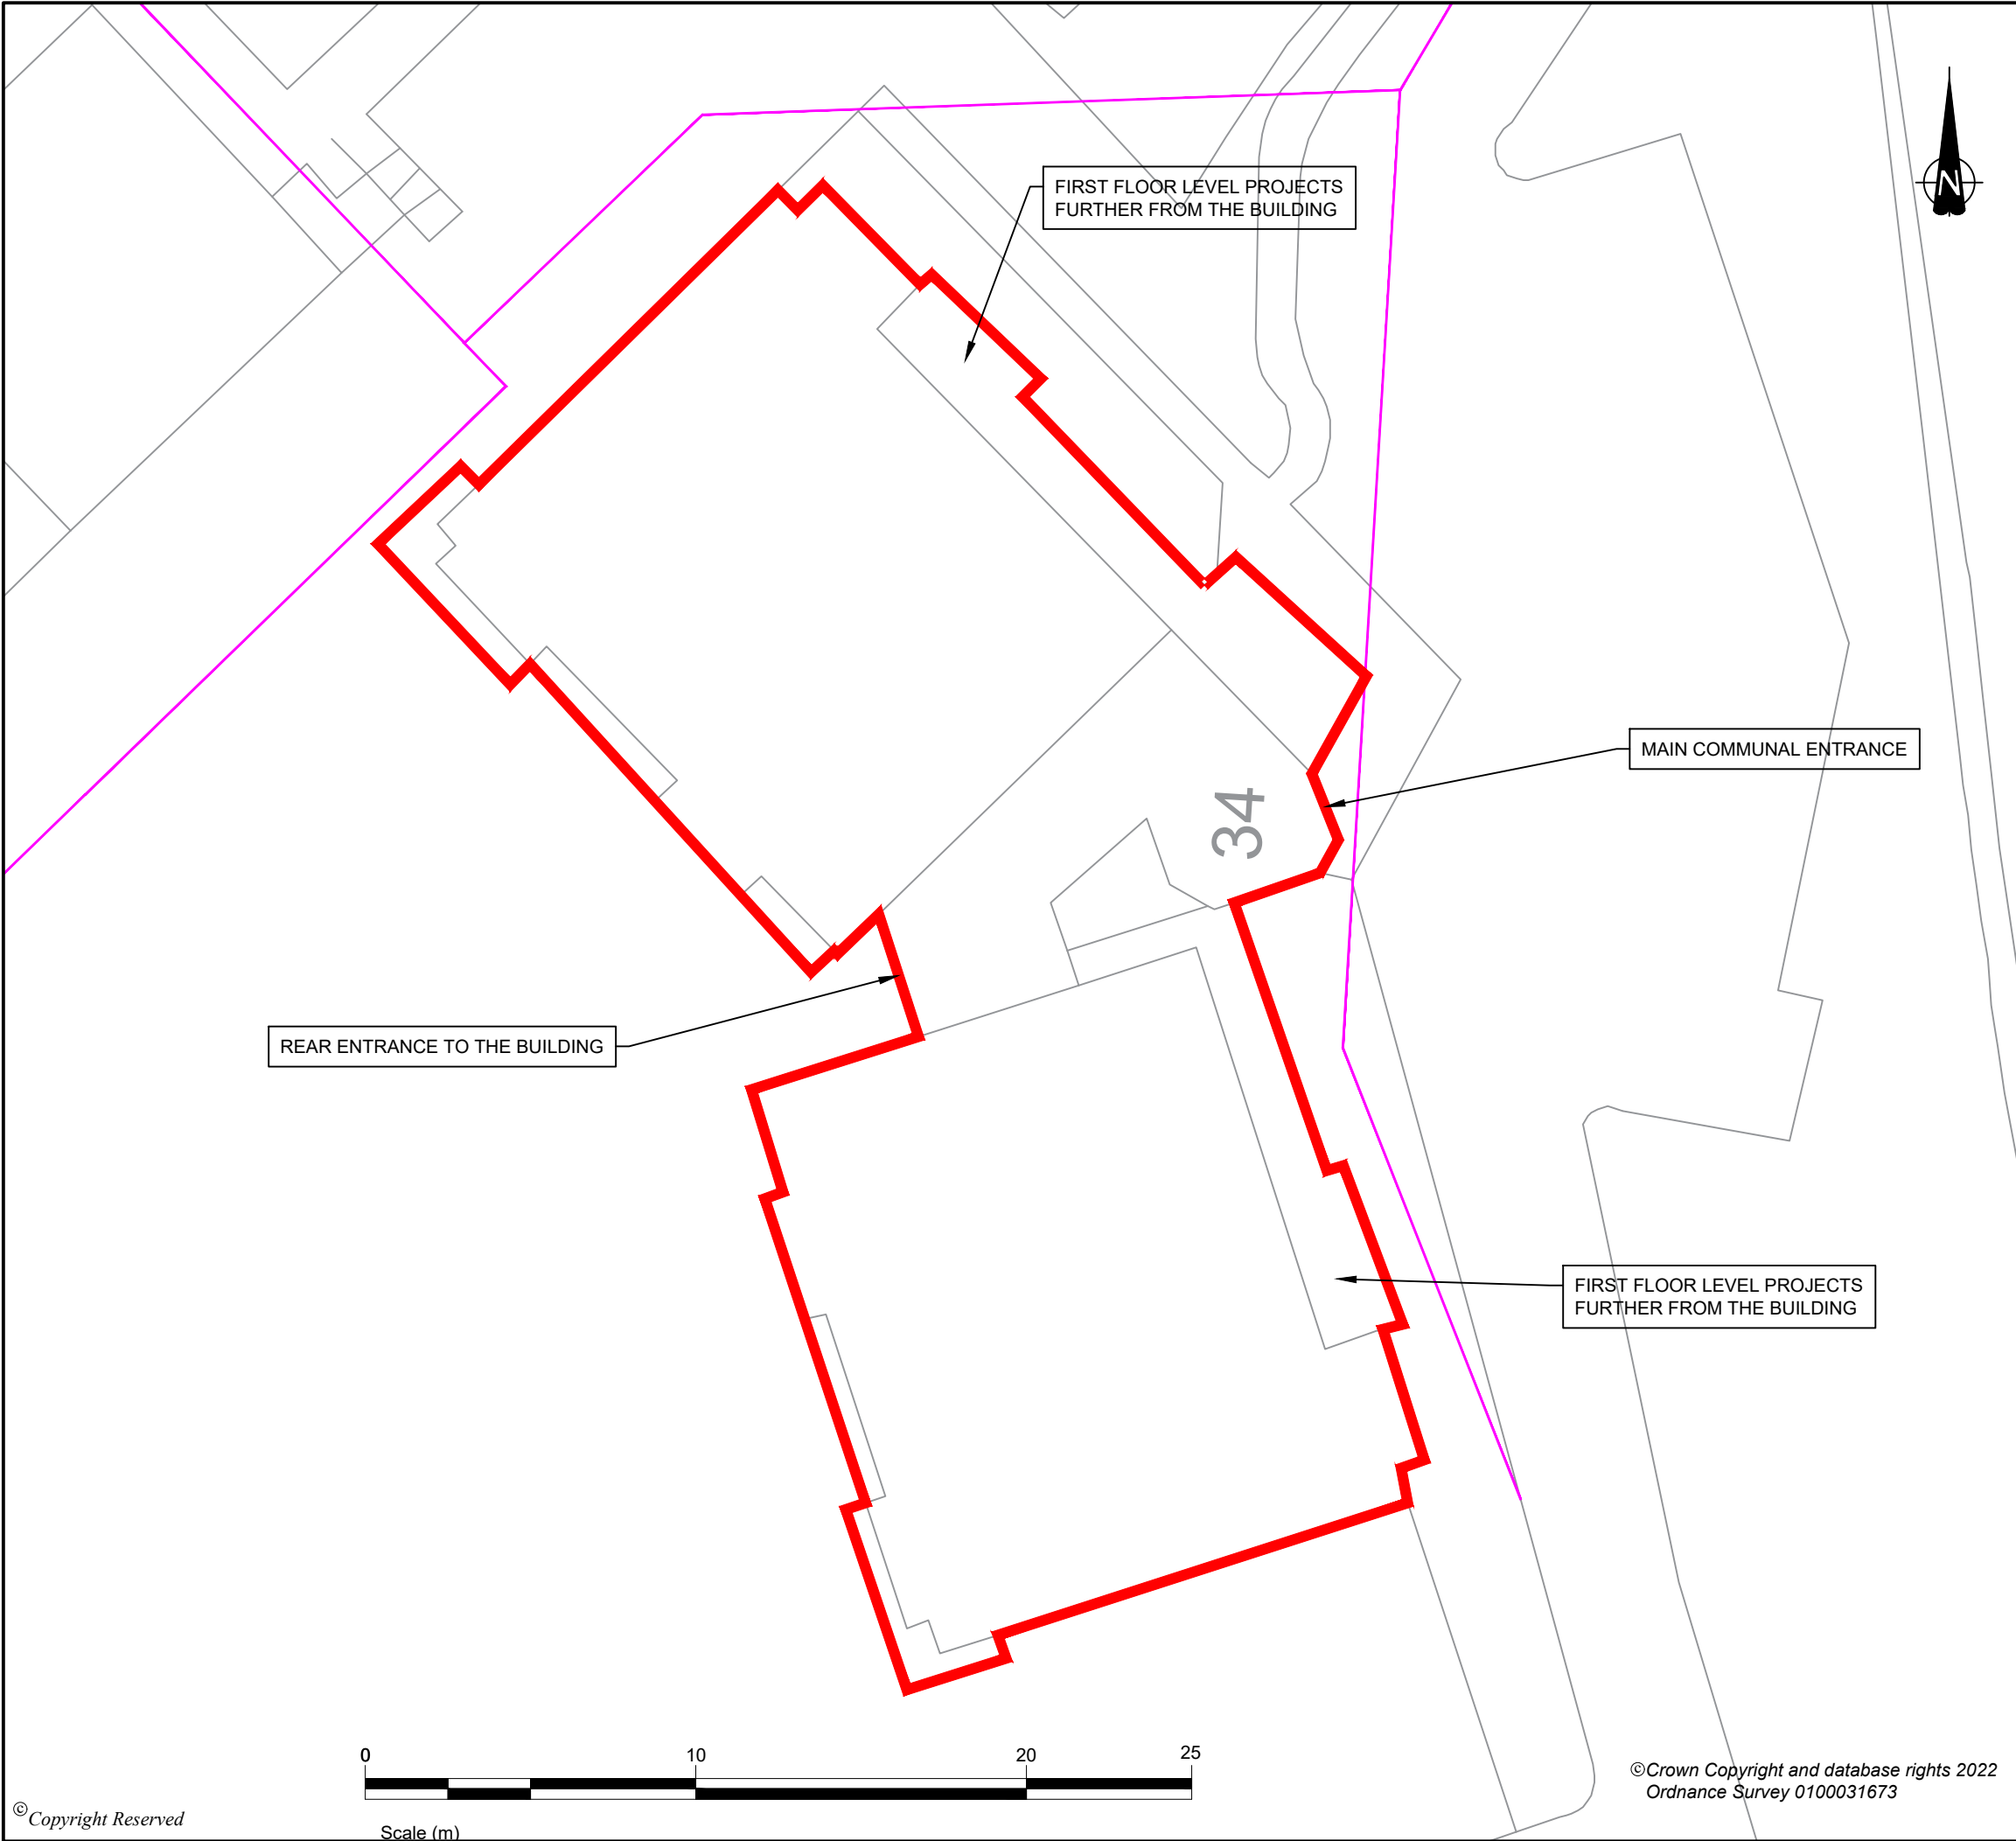 N
FIRST FLOOR LEVEL PROJECTS
FURTHER FROM THE BUILDING
MAIN COMMUNAL ENTRANCE
34
REAR ENTRANCE TO THE BUILDING
FIRST FLOOR LEVEL PROJECTS
FURTHER FROM THE BUILDING
0 10 20 25
Scale (m)
©Copyright Reserved
©Crown Copyright and database rights 2022
Ordnance Survey 0100031673